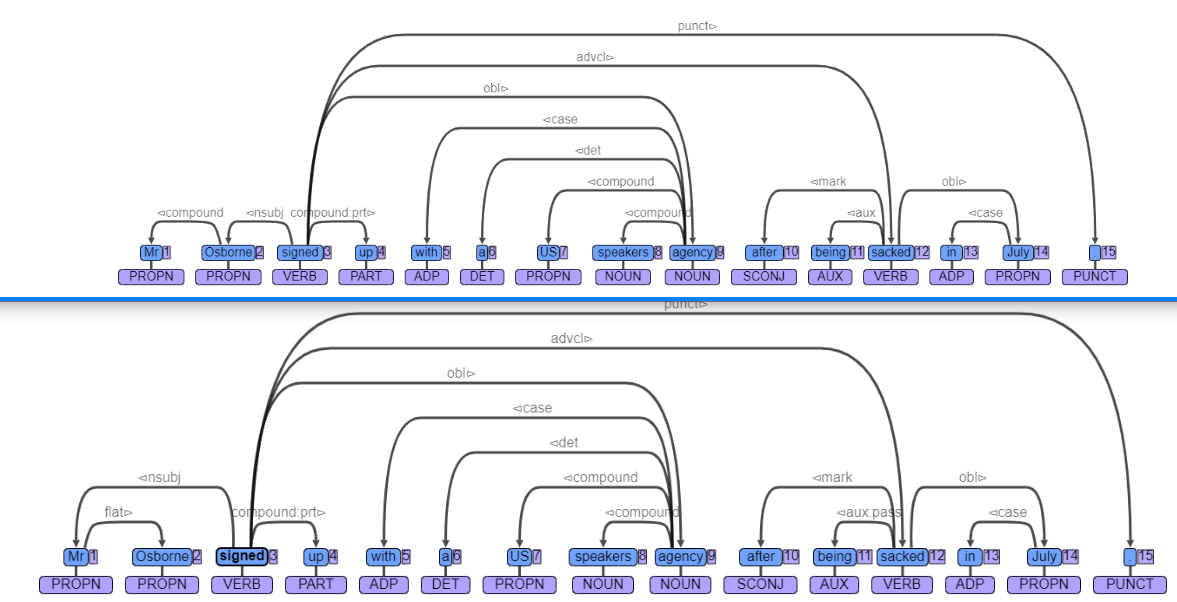 punct▻
advcl▻
obl▻
◅case
◅det
◅compound ◅mark obl▻
◅compound ◅nsubj compound:prt▻ ◅compound ◅aux ◅case
Mr 1 Osborne 2 signed 3 up 4 with 5 a 6 US 7 speakers 8 agency 9 after 10 being 11 sacked 12 in 13 July 14 . 15
PROPN PROPN VERB PART ADP DET PROPN NOUN NOUN SCONJ AUX VERB ADP PROPN PUNCT
punct▻
advcl▻
obl▻
◅case
◅det
◅nsubj ◅compound ◅mark obl▻
flat▻ compound:prt▻ ◅compound ◅aux:pass ◅case
Mr 1 Osborne 2 signed 3 up 4 with 5 a 6 US 7 speakers 8 agency 9 after 10 being 11 sacked 12 in 13 July 14 . 15
PROPN PROPN VERB PART ADP DET PROPN NOUN NOUN SCONJ AUX VERB ADP PROPN PUNCT